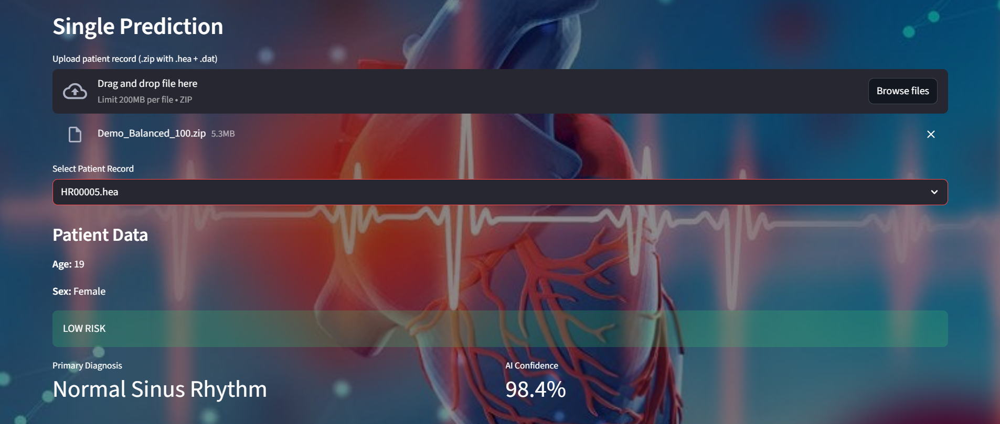 Single Prediction
Upload patient record (.zip with .hea + .dat)
Drag and drop file here
Limit 200MB per file • ZIP
Browse files
Demo_Balanced_100.zip 5.3MB
Select Patient Record
HR00005.hea
Patient Data
Age: 19
Sex: Female
LOW RISK
Primary Diagnosis
Normal Sinus Rhythm
AI Confidence
98.4%